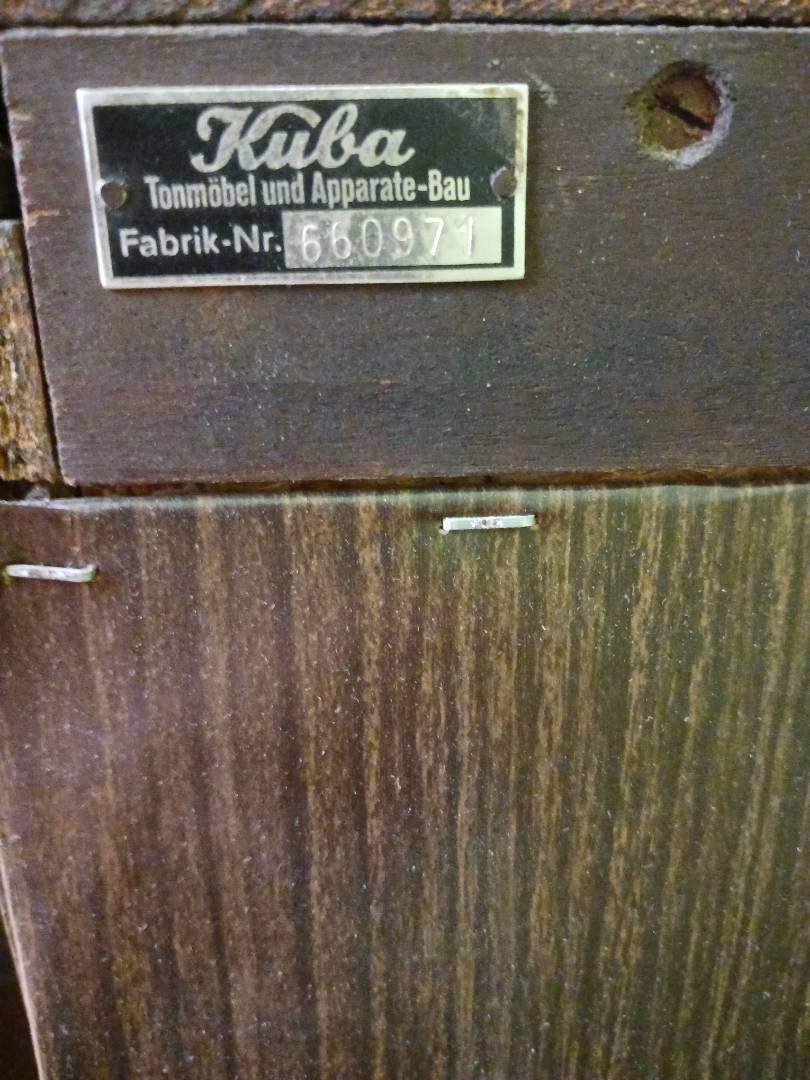 Kuba
Tonmöbel und Apparate-Bau
Fabrik-Nr. 660971